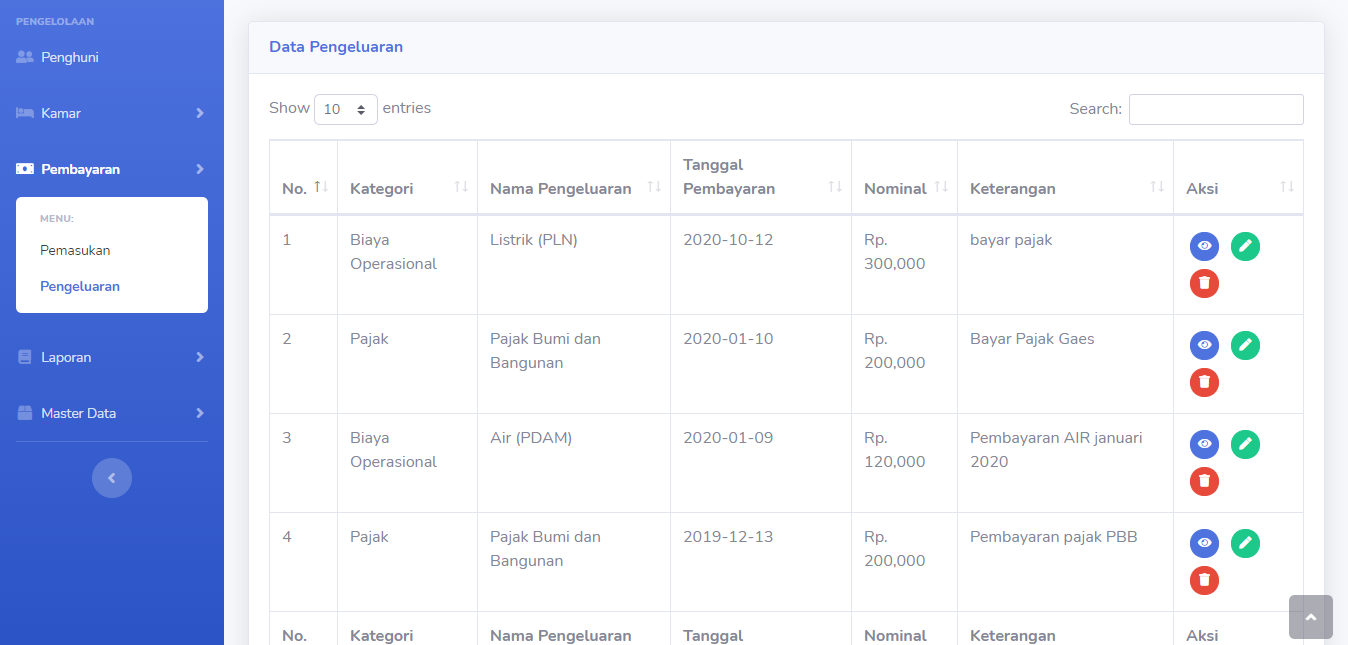 PENGELOLAAN
Penghuni
Kamar
Pembayaran
MENU:
Pemasukan
Pengeluaran
Laporan
Master Data
Data Pengeluaran
Show 10 entries
Search:
No. Kategori Nama Pengeluaran Tanggal Pembayaran Nominal Keterangan Aksi
1 Biaya Operasional Listrik (PLN) 2020-10-12 Rp. 300,000 bayar pajak
2 Pajak Pajak Bumi dan Bangunan 2020-01-10 Rp. 200,000 Bayar Pajak Gaes
3 Biaya Operasional Air (PDAM) 2020-01-09 Rp. 120,000 Pembayaran AIR januari 2020
4 Pajak Pajak Bumi dan Bangunan 2019-12-13 Rp. 200,000 Pembayaran pajak PBB
No. Kategori Nama Pengeluaran Tanggal Nominal Keterangan Aksi